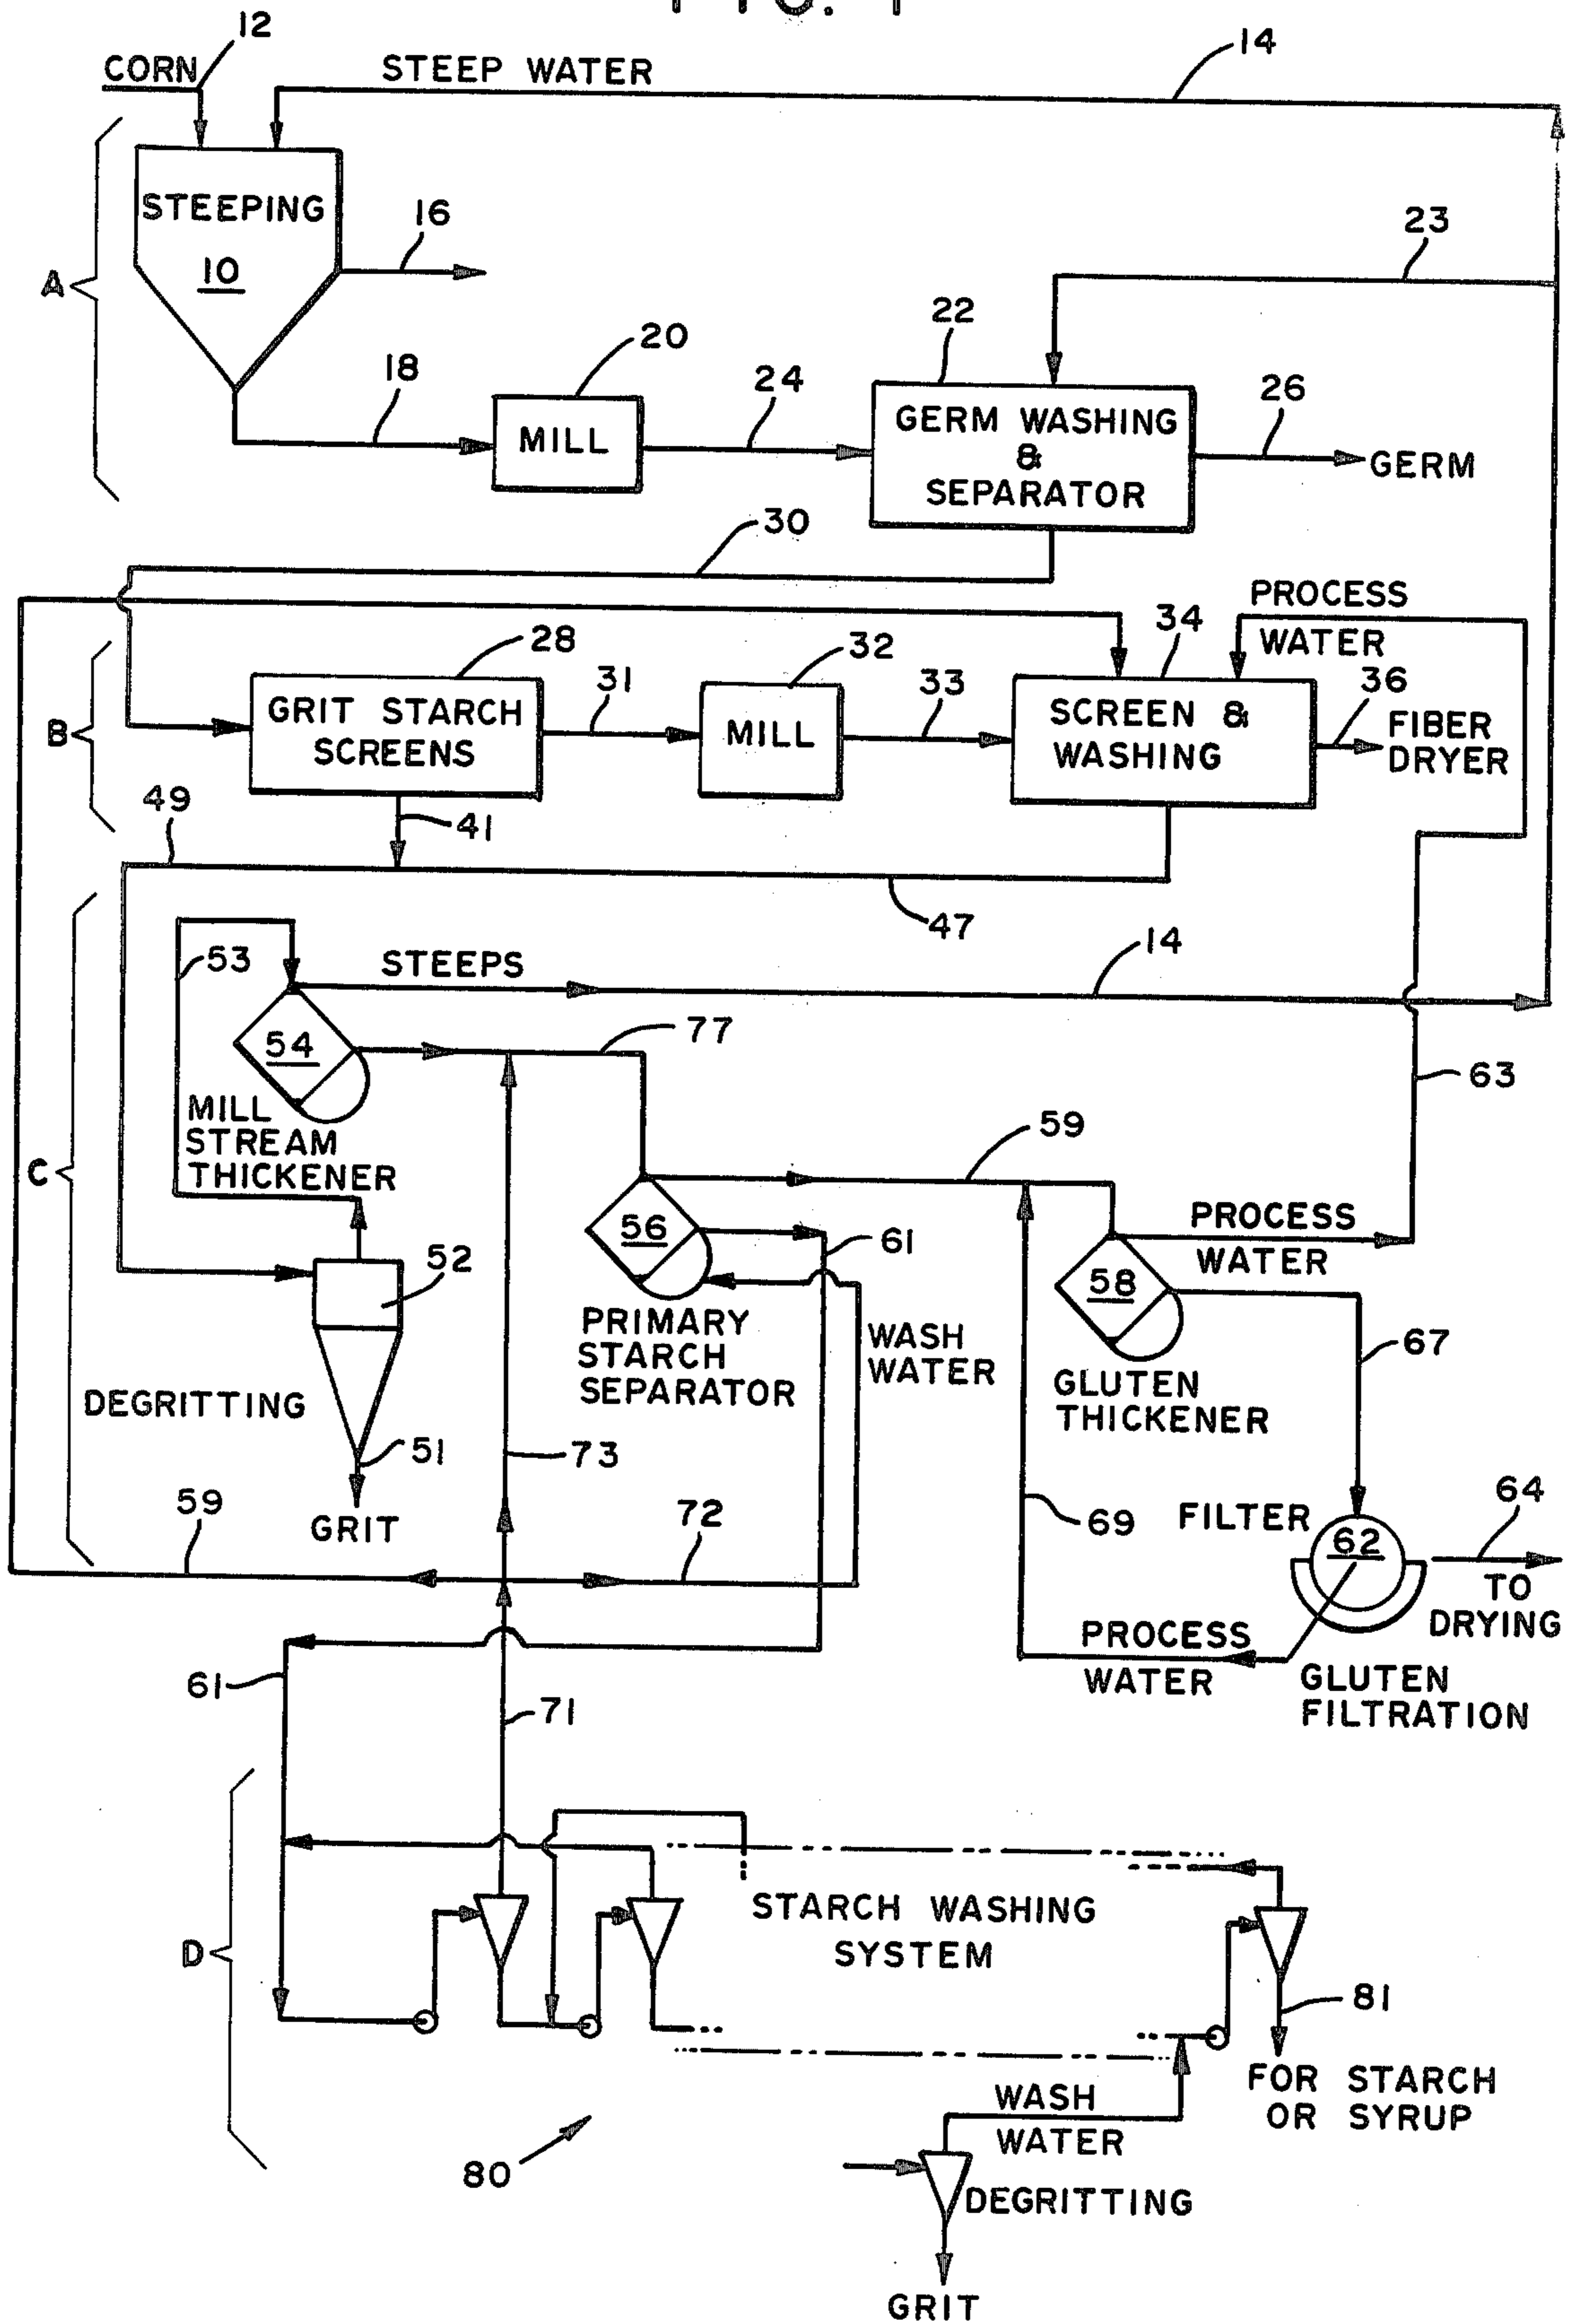 FIG. 1
12
CORN
STEEP WATER
14
STEEPING
10
16
A
23
18
20
MILL
24
22
GERM WASHING
&
SEPARATOR
26
GERM
30
PROCESS
WATER
B
28
GRIT STARCH
SCREENS
31
32
MILL
33
34
SCREEN &
WASHING
36
FIBER
DRYER
49
41
47
53
STEEPS
14
54
77
63
MILL
STREAM
THICKENER
C
59
56
61
PROCESS
WATER
52
58
PRIMARY
STARCH
SEPARATOR
WASH
WATER
67
GLUTEN
THICKENER
DEGRITTING
51
GRIT
73
59
72
69
FILTER
62
64
TO
DRYING
PROCESS
WATER
GLUTEN
FILTRATION
61
71
D
STARCH WASHING
SYSTEM
81
FOR STARCH
OR SYRUP
WASH
WATER
80
DEGRITTING
GRIT